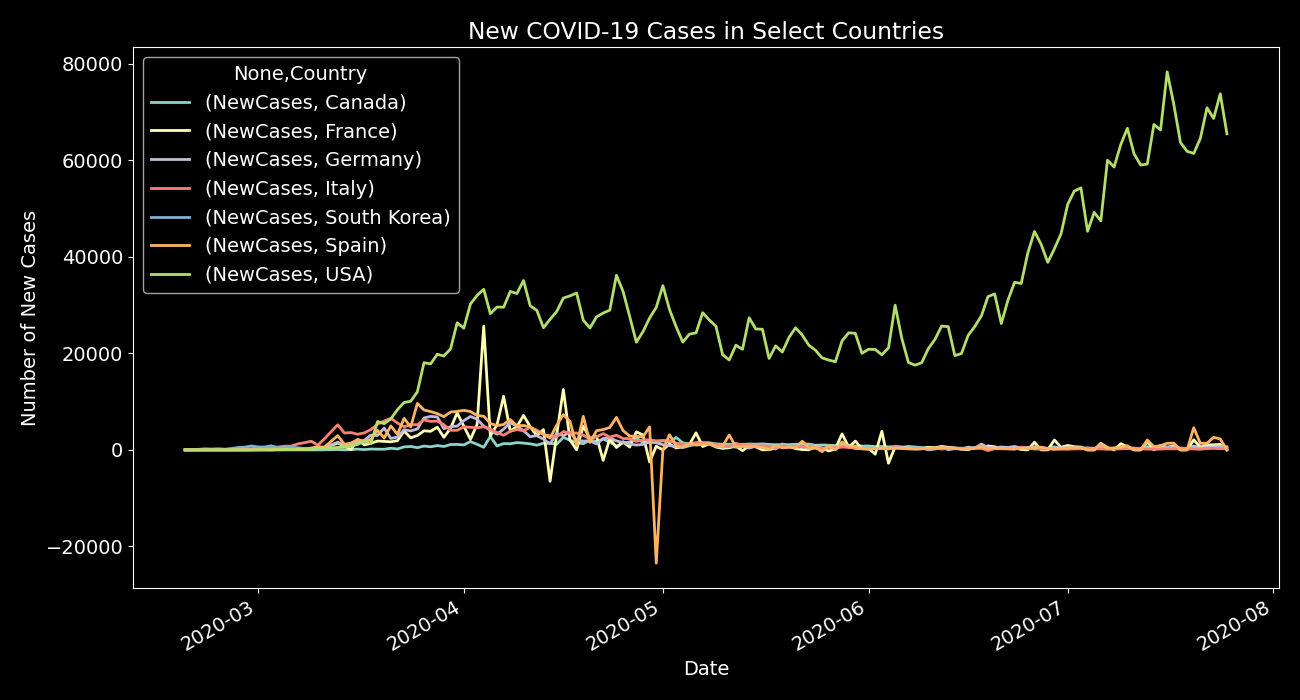 New COVID-19 Cases in Select Countries
80000
60000
40000
20000
0
−20000
Number of New Cases
None,Country
(NewCases, Canada)
(NewCases, France)
(NewCases, Germany)
(NewCases, Italy)
(NewCases, South Korea)
(NewCases, Spain)
(NewCases, USA)
2020-03
2020-04
2020-05
2020-06
2020-07
2020-08
Date